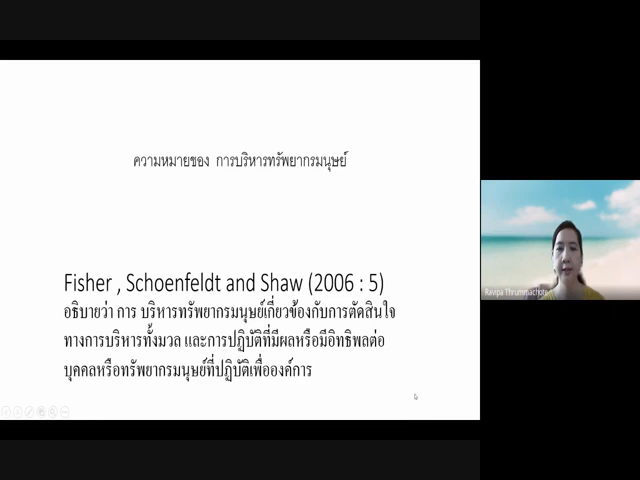 ความหมายของ การบริหารทรัพยากรมนุษย์
Fisher , Schoenfeldt and Shaw (2006 : 5)
อธิบายว่า การ บริหารทรัพยากรมนุษย์เกี่ยวข้องกับการตัดสินใจ
ทางการบริหารทั้งมวล และการปฏิบัติที่มีผลหรือมีอิทธิพลต่อ
บุคคลหรือทรัพยากรมนุษย์ที่ปฏิบัติเพื่อองค์การ
Ravipa Thrummachote